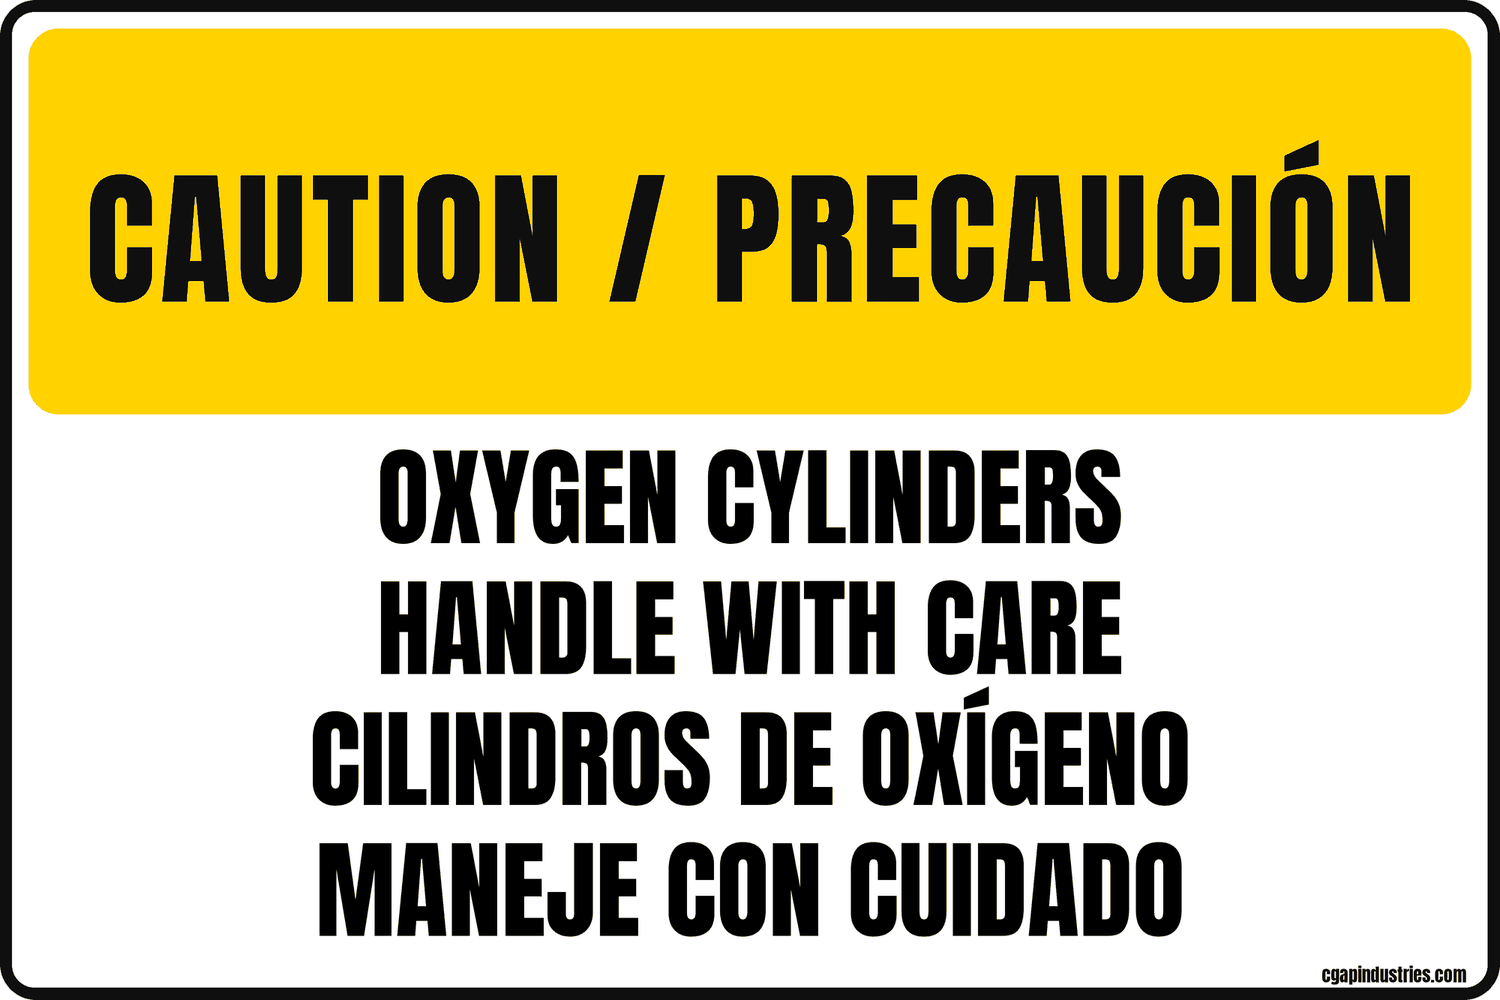 CAUTION / PRECAUCIÓN
OXYGEN CYLINDERS
HANDLE WITH CARE
CILINDROS DE OXÍGENO
MANEJE CON CUIDADO
cgapindustries.com